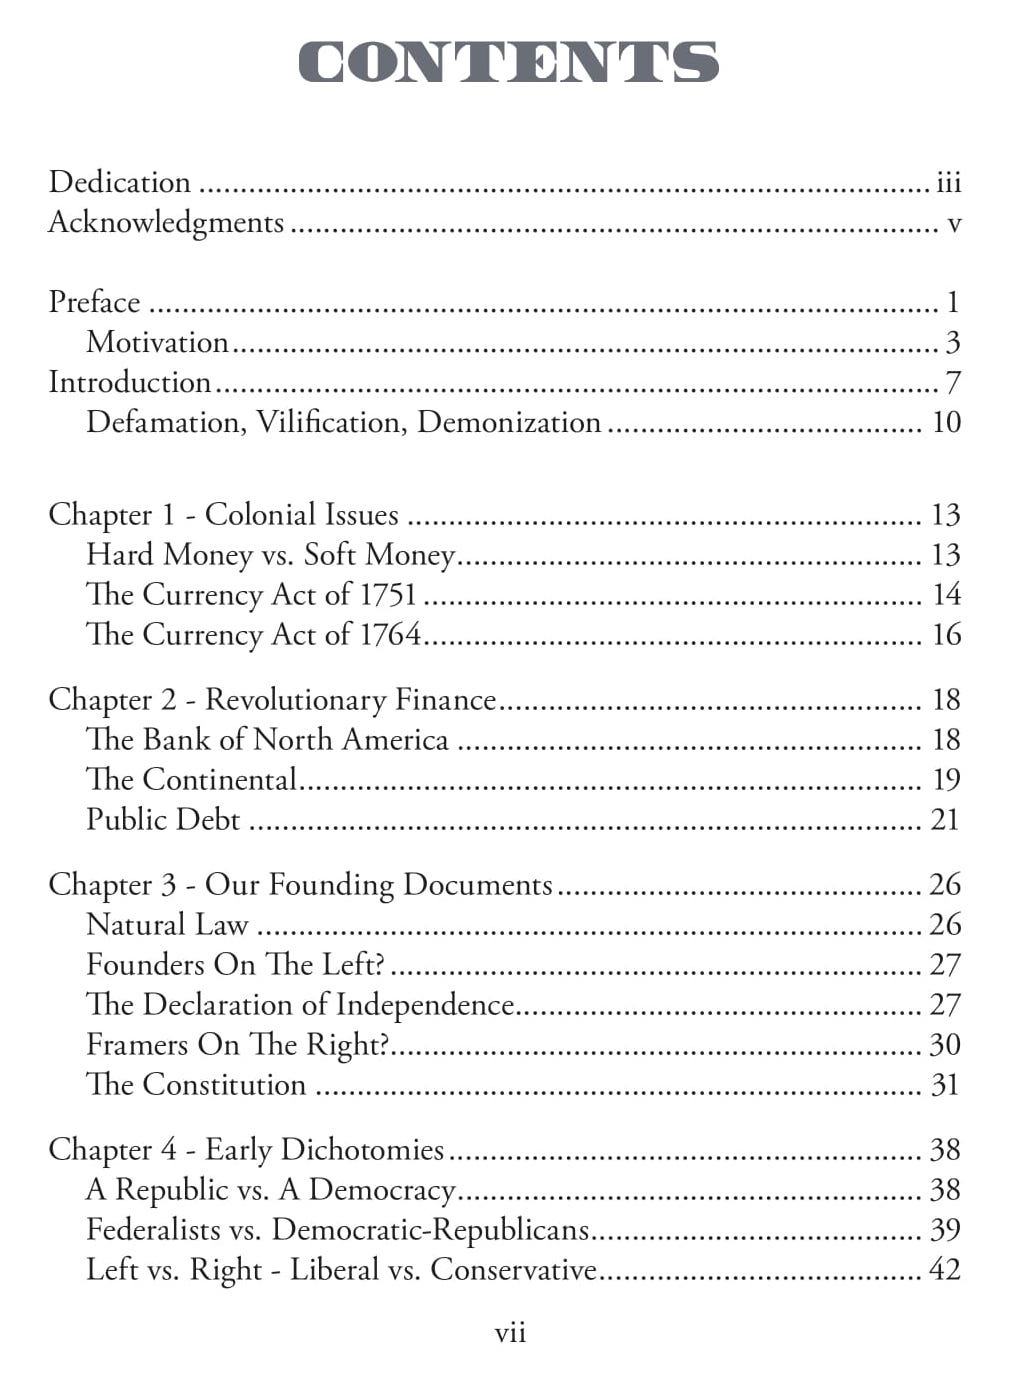 CONTENTS
Dedication ........................................................................................ iii
Acknowledgments .............................................................................. v
Preface ............................................................................................... 1
Motivation..................................................................................... 3
Introduction....................................................................................... 7
Defamation, Vilification, Demonization ...................................... 10
Chapter 1 - Colonial Issues .............................................................. 13
Hard Money vs. Soft Money........................................................ 13
The Currency Act of 1751 ............................................................ 14
The Currency Act of 1764............................................................ 16
Chapter 2 - Revolutionary Finance................................................... 18
The Bank of North America ........................................................ 18
The Continental........................................................................... 19
Public Debt ................................................................................. 21
Chapter 3 - Our Founding Documents............................................ 26
Natural Law ................................................................................ 26
Founders On The Left? ................................................................ 27
The Declaration of Independence................................................. 27
Framers On The Right?................................................................ 30
The Constitution ......................................................................... 31
Chapter 4 - Early Dichotomies......................................................... 38
A Republic vs. A Democracy........................................................ 38
Federalists vs. Democratic-Republicans........................................ 39
Left vs. Right - Liberal vs. Conservative....................................... 42
vii